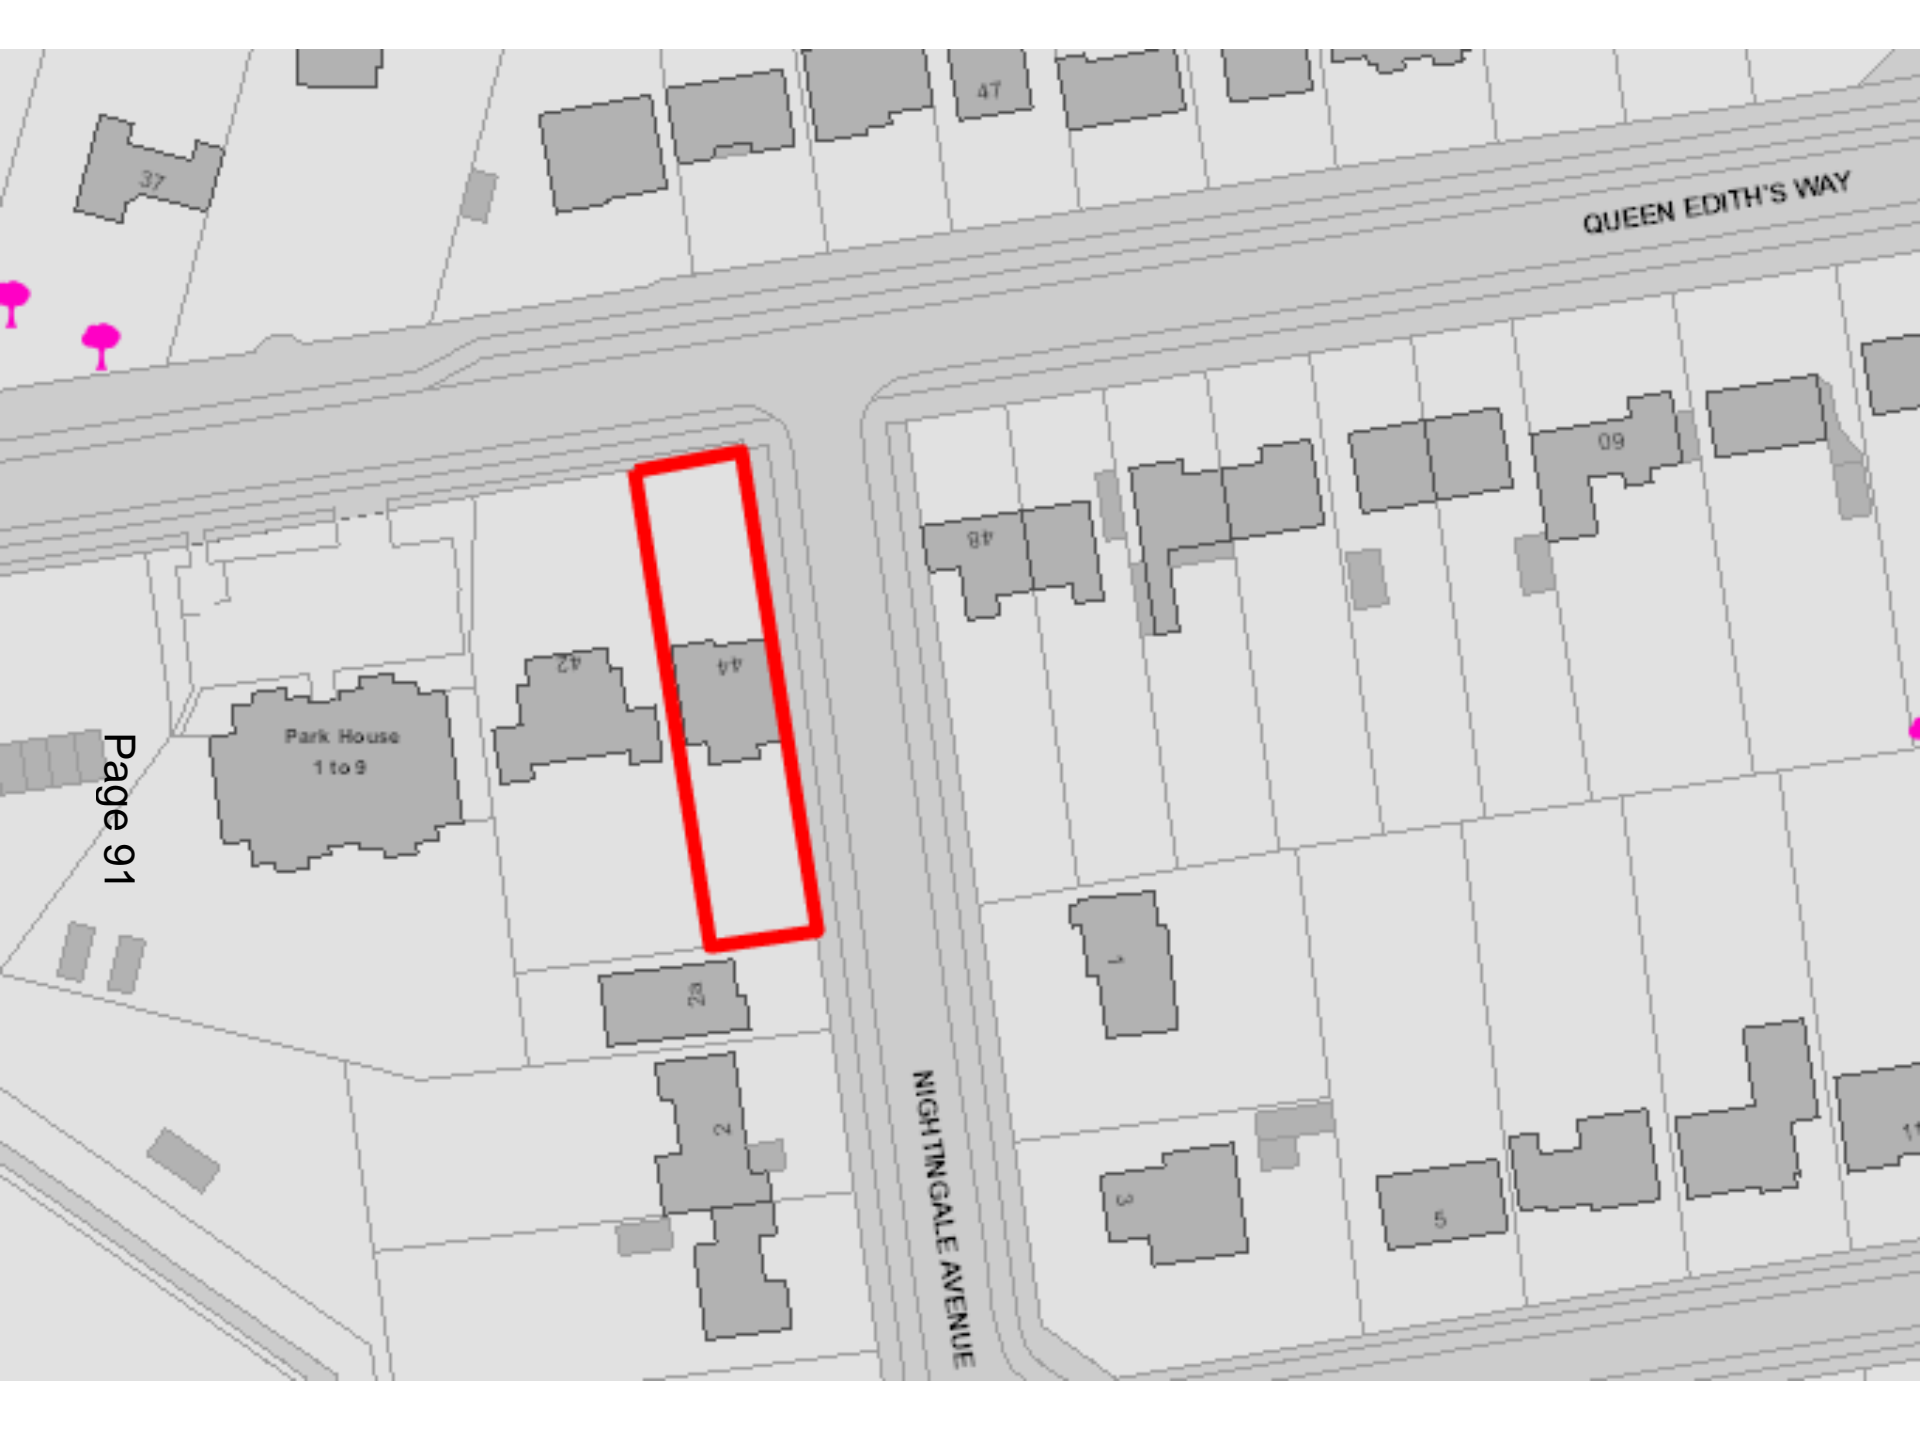 47
37
QUEEN EDITH'S WAY
60
48
42
44
Park House
1 to 9
Page 91
1
2a
2
3
5
11
NIGHTINGALE AVENUE